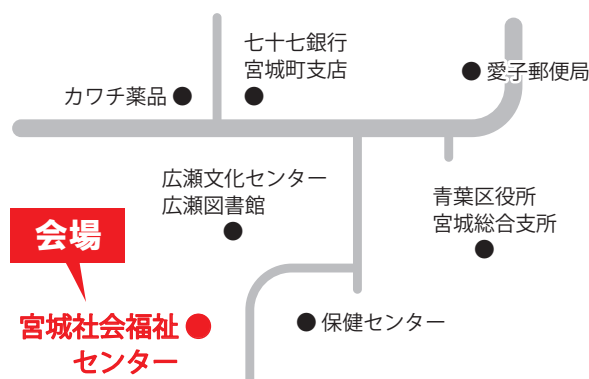 七十七銀行
宮城町支店
愛子郵便局
カワチ薬品
広瀬文化センター
広瀬図書館
青葉区役所
宮城総合支所
会場
宮城社会福祉
センター
保健センター